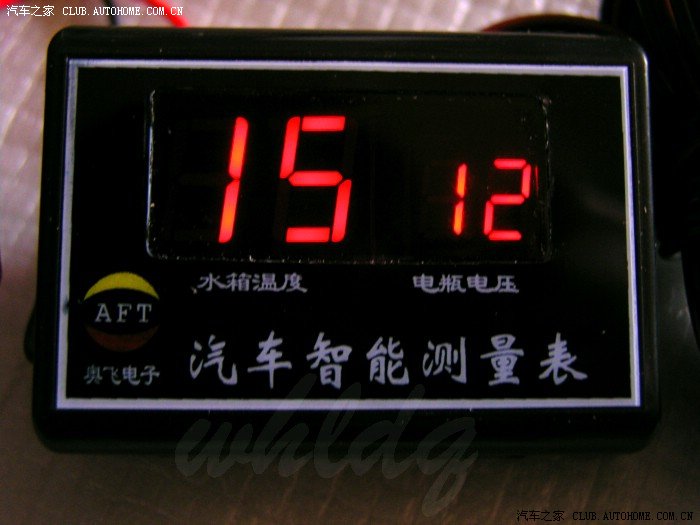 汽车之家 CLUB.AUTOHOME.COM.CN
15 12
水箱温度 电瓶电压
AFT
奥飞电子 汽车智能测量表
whldq
汽车之家 CLUB.AUTOHOME.COM.CN